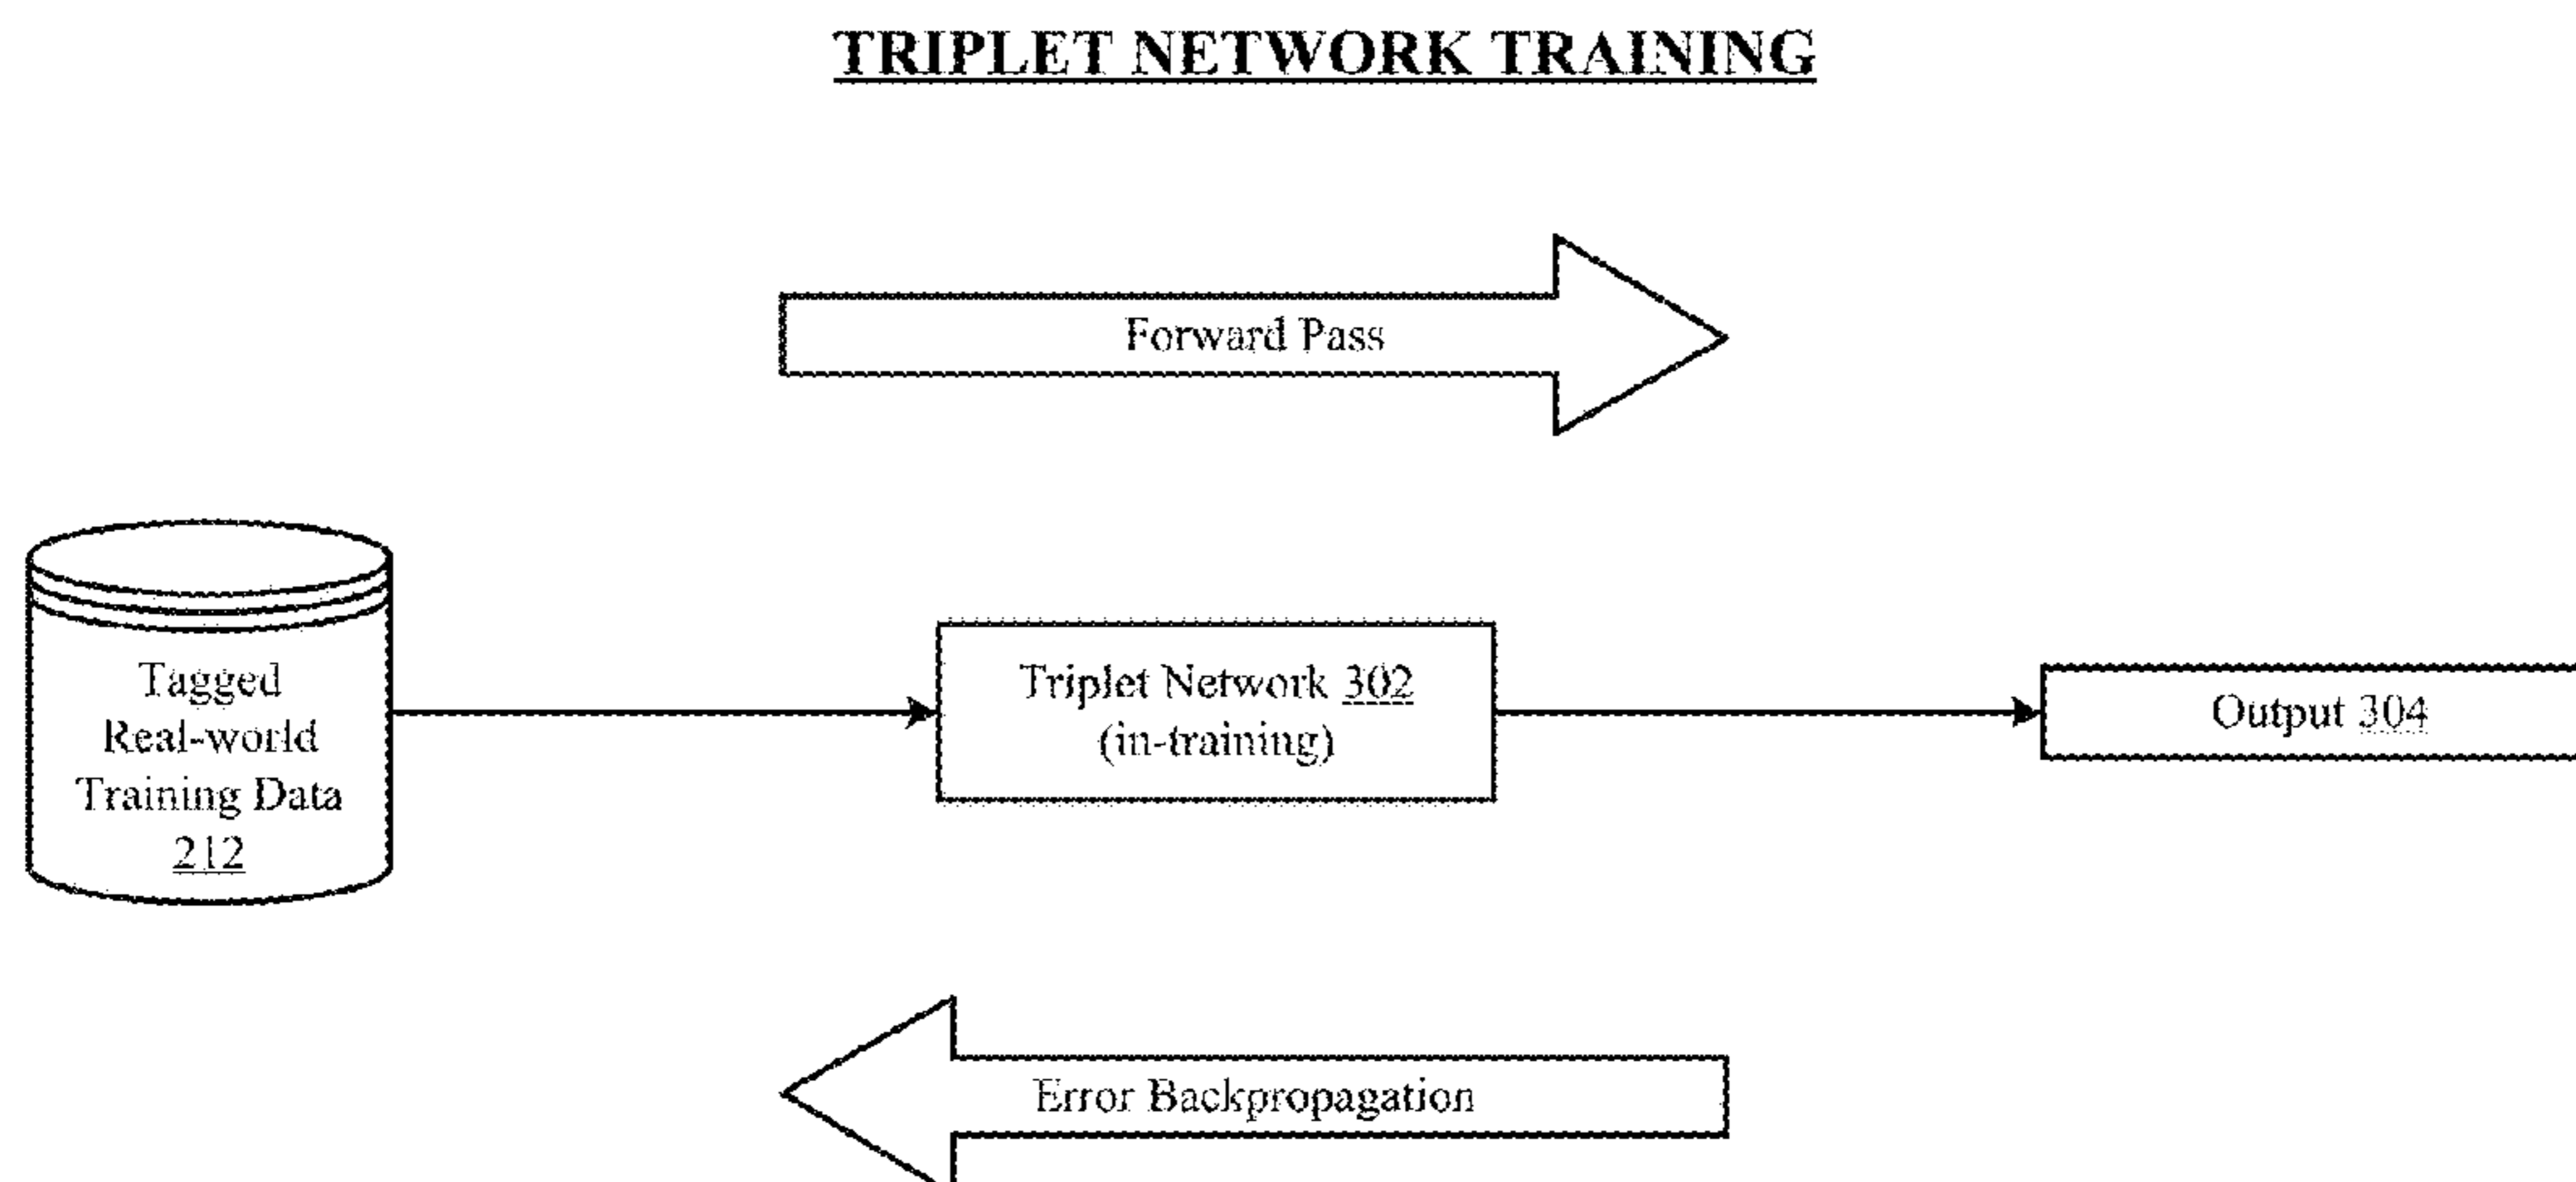 TRIPLET NETWORK TRAINING
Forward Pass
Tagged
Real-world
Training Data
212
Triplet Network 302
(in-training)
Output 304
Error Backpropagation